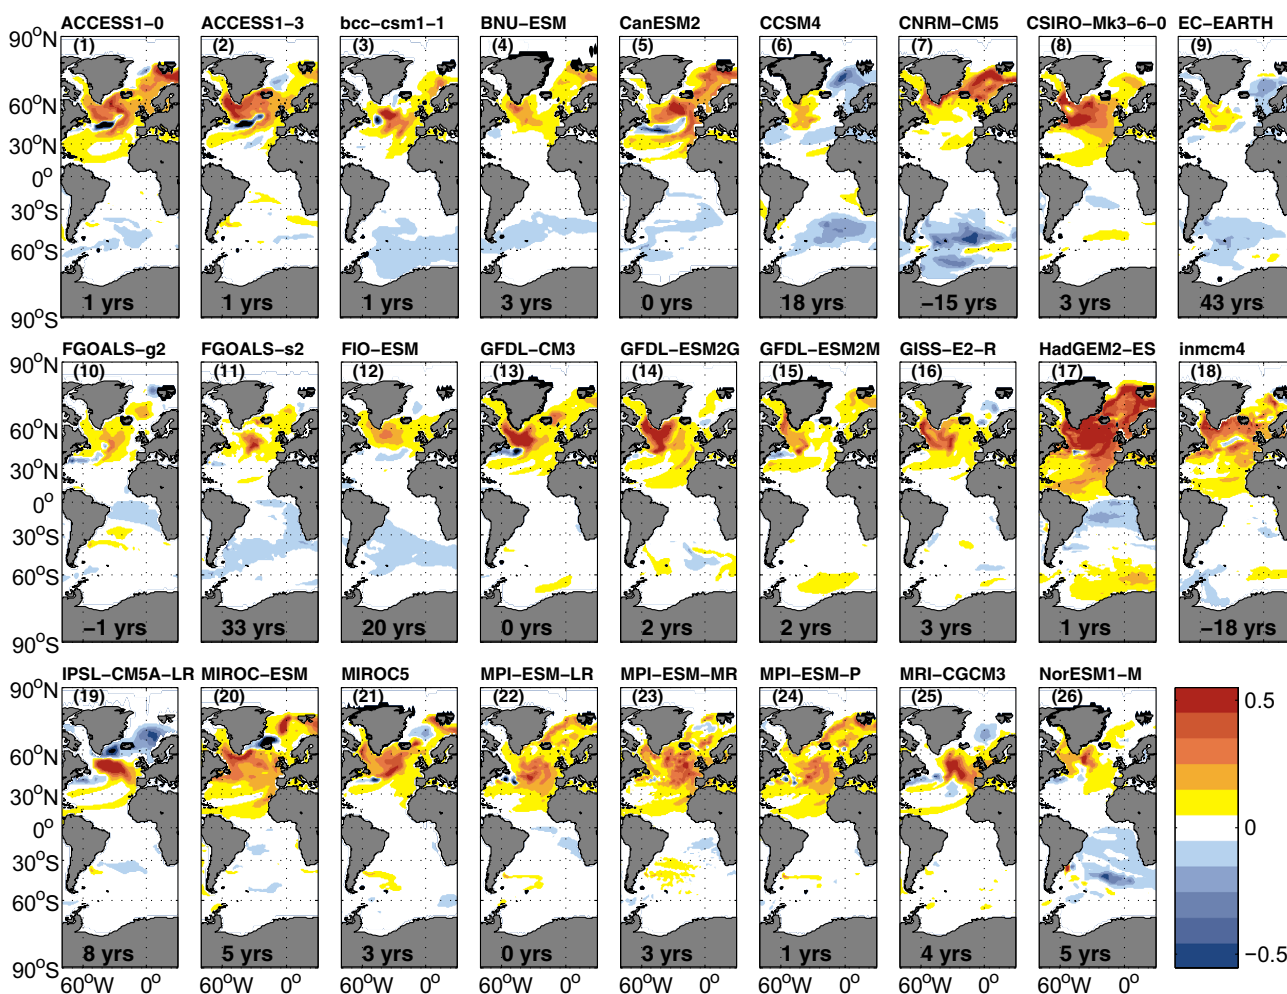 ACCESS1−0 ACCESS1−3 bcc−csm1−1 BNU−ESM CanESM2 CCSM4 CNRM−CM5 CSIRO−Mk3−6−0 EC−EARTH
90°N (1) (2) (3) (4) (5) (6) (7) (8) (9)
60°N
30°N
0°
30°S
60°S
1 yrs 1 yrs 1 yrs 3 yrs 0 yrs 18 yrs −15 yrs 3 yrs 43 yrs
90°S
FGOALS−g2 FGOALS−s2 FIO−ESM GFDL−CM3 GFDL−ESM2G GFDL−ESM2M GISS−E2−R HadGEM2−ES inmcm4
90°N (10) (11) (12) (13) (14) (15) (16) (17) (18)
60°N
30°N
0°
30°S
60°S
−1 yrs 33 yrs 20 yrs 0 yrs 2 yrs 2 yrs 3 yrs 1 yrs −18 yrs
90°S
IPSL−CM5A−LR MIROC−ESM MIROC5 MPI−ESM−LR MPI−ESM−MR MPI−ESM−P MRI−CGCM3 NorESM1−M
90°N (19) (20) (21) (22) (23) (24) (25) (26) 0.5
60°N
30°N
0° 0
30°S
60°S
8 yrs 5 yrs 3 yrs 0 yrs 3 yrs 1 yrs 4 yrs 5 yrs −0.5
90°S
60°W 0° 60°W 0° 60°W 0° 60°W 0° 60°W 0° 60°W 0° 60°W 0° 60°W 0°